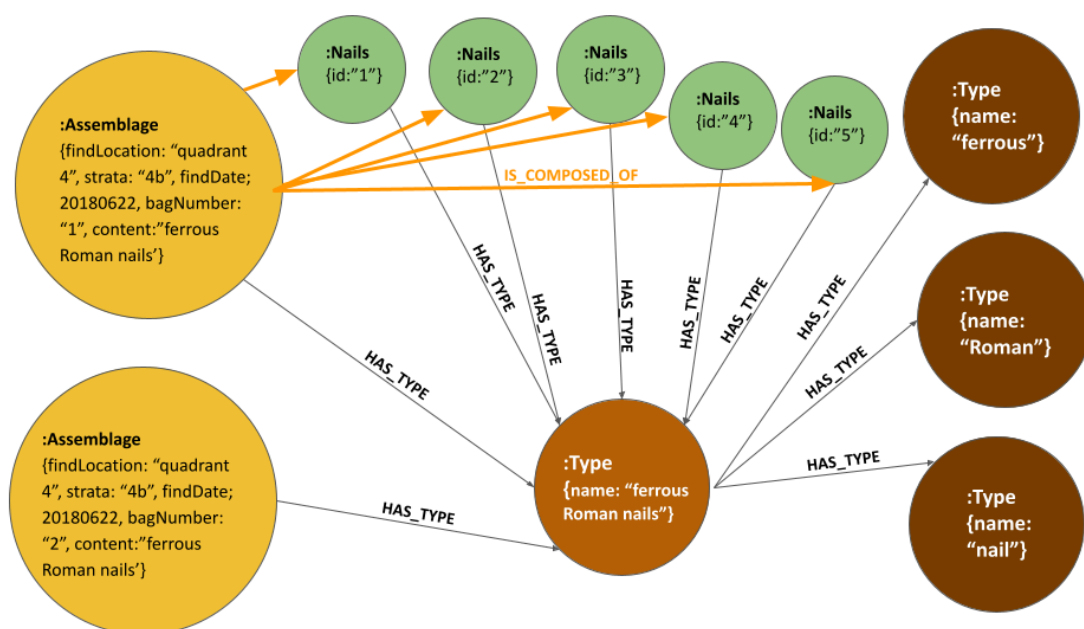 :Assemblage
{findLocation: “quadrant
4”, strata: “4b”, findDate;
20180622, bagNumber:
“1”, content:”ferrous
Roman nails’}
:Nails
{id:”1”}
:Nails
{id:”2”}
:Nails
{id:”3”}
:Nails
{id:”4”}
:Nails
{id:”5”}
IS_COMPOSED_OF
:Type
{name:
“ferrous”}
HAS_TYPE
HAS_TYPE
HAS_TYPE
HAS_TYPE
HAS_TYPE
HAS_TYPE
HAS_TYPE
HAS_TYPE
:Type
{name:
“Roman”}
HAS_TYPE
:Assemblage
{findLocation: “quadrant
4”, strata: “4b”, findDate;
20180622, bagNumber:
“2”, content:”ferrous
Roman nails’}
HAS_TYPE
:Type
{name: “ferrous
Roman nails”}
:Type
{name:
“nail”}